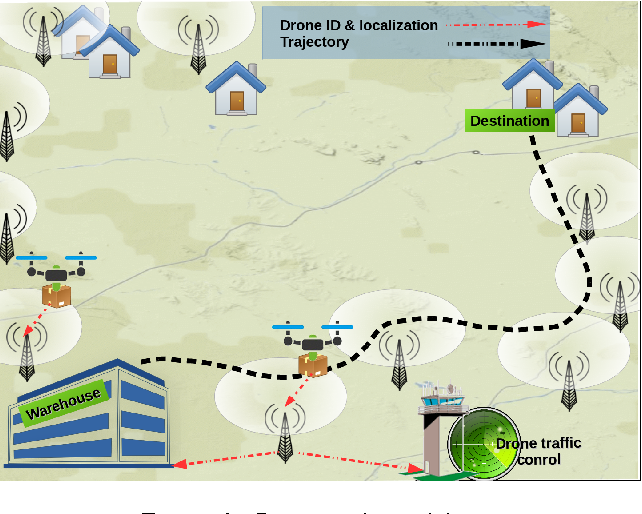 Drone ID & localization
Trajectory
Destination
Warehouse
Drone traffic
conrol